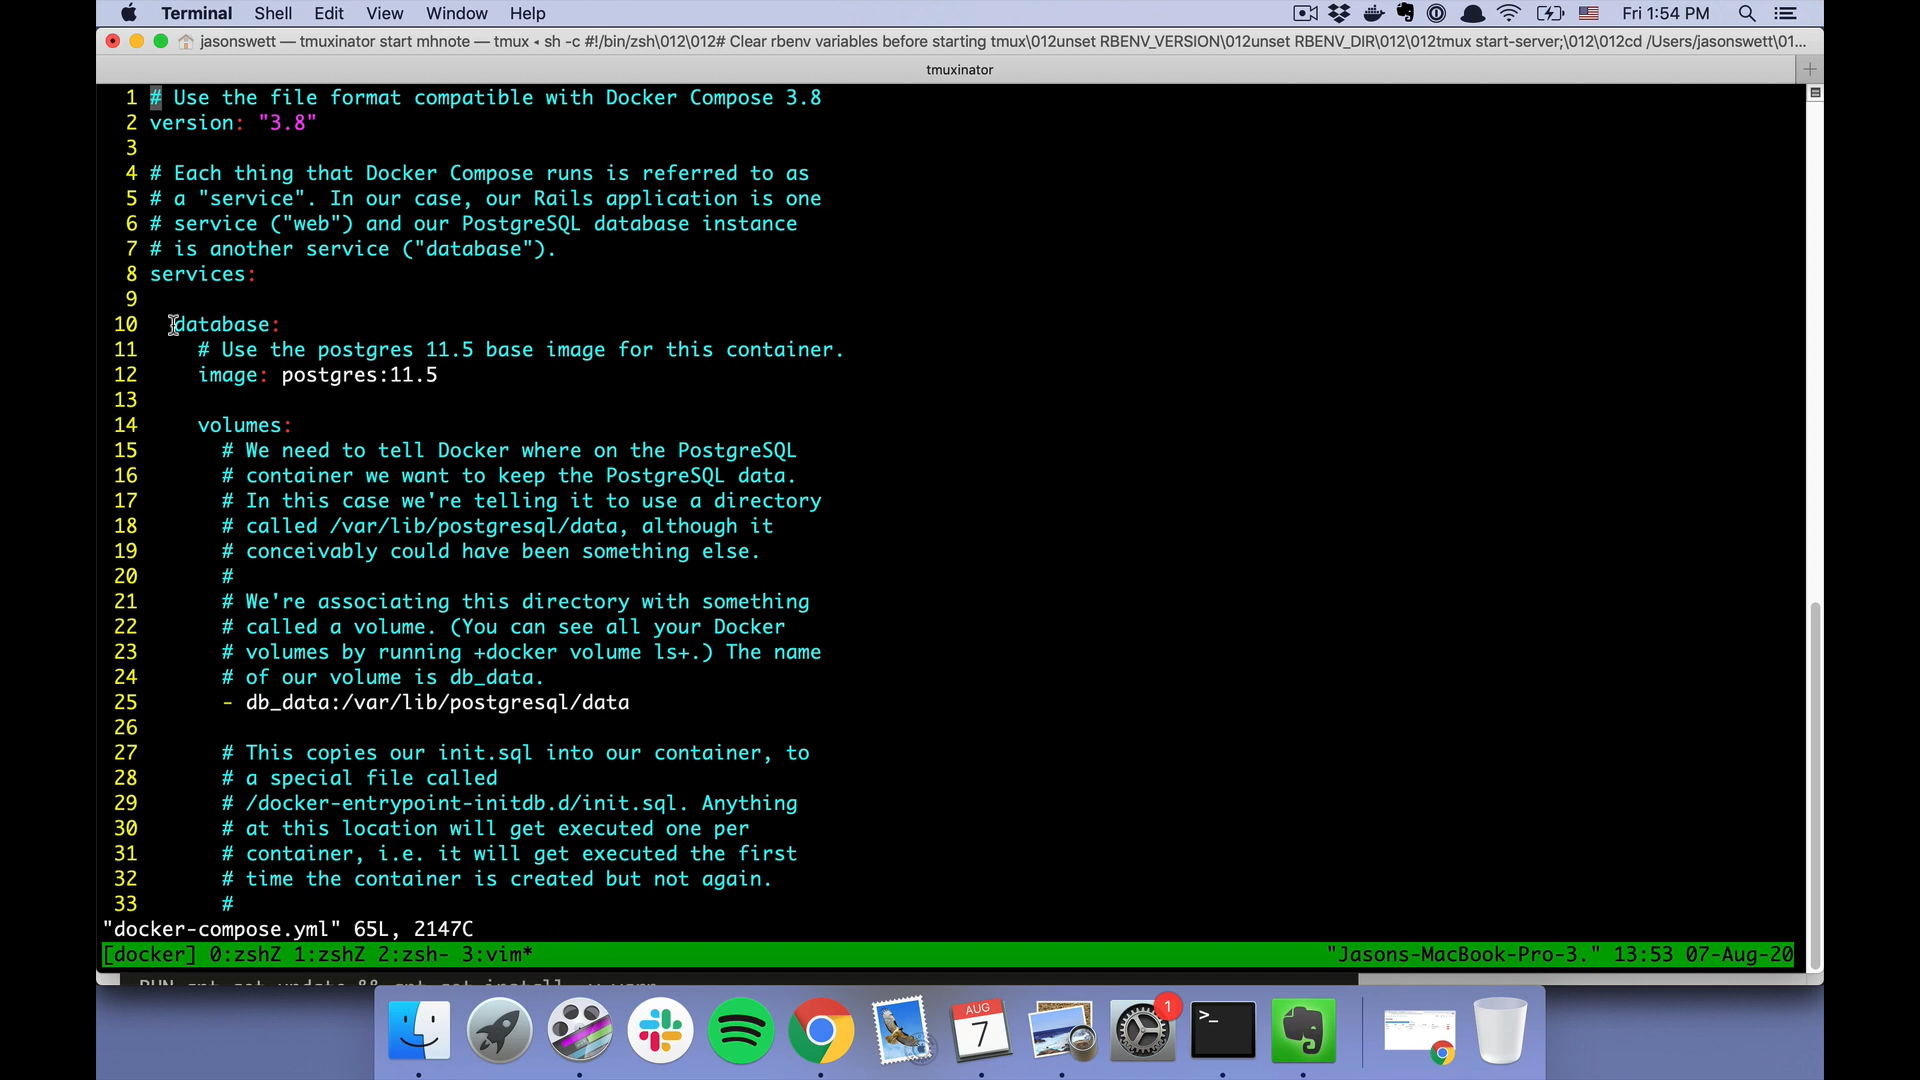 Terminal Shell Edit View Window Help Fri 1:54 PM
jasonswett — tmuxinator start mhnote — tmux ◂ sh -c #!/bin/zsh\012\012# Clear rbenv variables before starting tmux\012unset RBENV_VERSION\012unset RBENV_DIR\012\012tmux start-server;\012\012cd /Users/jasonswett\01...
tmuxinator
1 # Use the file format compatible with Docker Compose 3.8
2 version: "3.8"
3
4 # Each thing that Docker Compose runs is referred to as
5 # a "service". In our case, our Rails application is one
6 # service ("web") and our PostgreSQL database instance
7 # is another service ("database").
8 services:
9
10 database:
11 # Use the postgres 11.5 base image for this container.
12 image: postgres:11.5
13
14 volumes:
15 # We need to tell Docker where on the PostgreSQL
16 # container we want to keep the PostgreSQL data.
17 # In this case we're telling it to use a directory
18 # called /var/lib/postgresql/data, although it
19 # conceivably could have been something else.
20 #
21 # We're associating this directory with something
22 # called a volume. (You can see all your Docker
23 # volumes by running +docker volume ls+.) The name
24 # of our volume is db_data.
25 - db_data:/var/lib/postgresql/data
26
27 # This copies our init.sql into our container, to
28 # a special file called
29 # /docker-entrypoint-initdb.d/init.sql. Anything
30 # at this location will get executed one per
31 # container, i.e. it will get executed the first
32 # time the container is created but not again.
33 #
"docker-compose.yml" 65L, 2147C
[docker] 0:zshZ 1:zshZ 2:zsh- 3:vim* "Jasons-MacBook-Pro-3." 13:53 07-Aug-20
AUG
7
1
>_